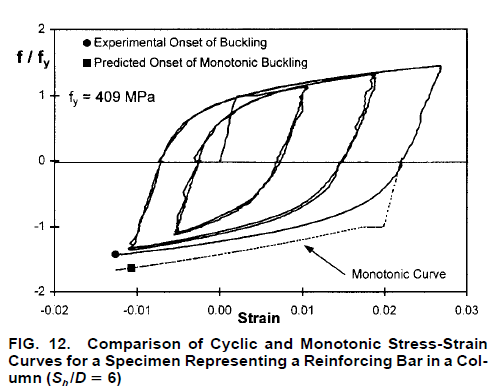 ● Experimental Onset of Buckling
■ Predicted Onset of Monotonic Buckling
f / fy
fy = 409 MPa
2
1
0
-1
-2
Monotonic Curve
-0.02 -0.01 0.00 0.01 0.02 0.03
Strain
FIG. 12. Comparison of Cyclic and Monotonic Stress-Strain
Curves for a Specimen Representing a Reinforcing Bar in a Col-
umn (Sh/D = 6)